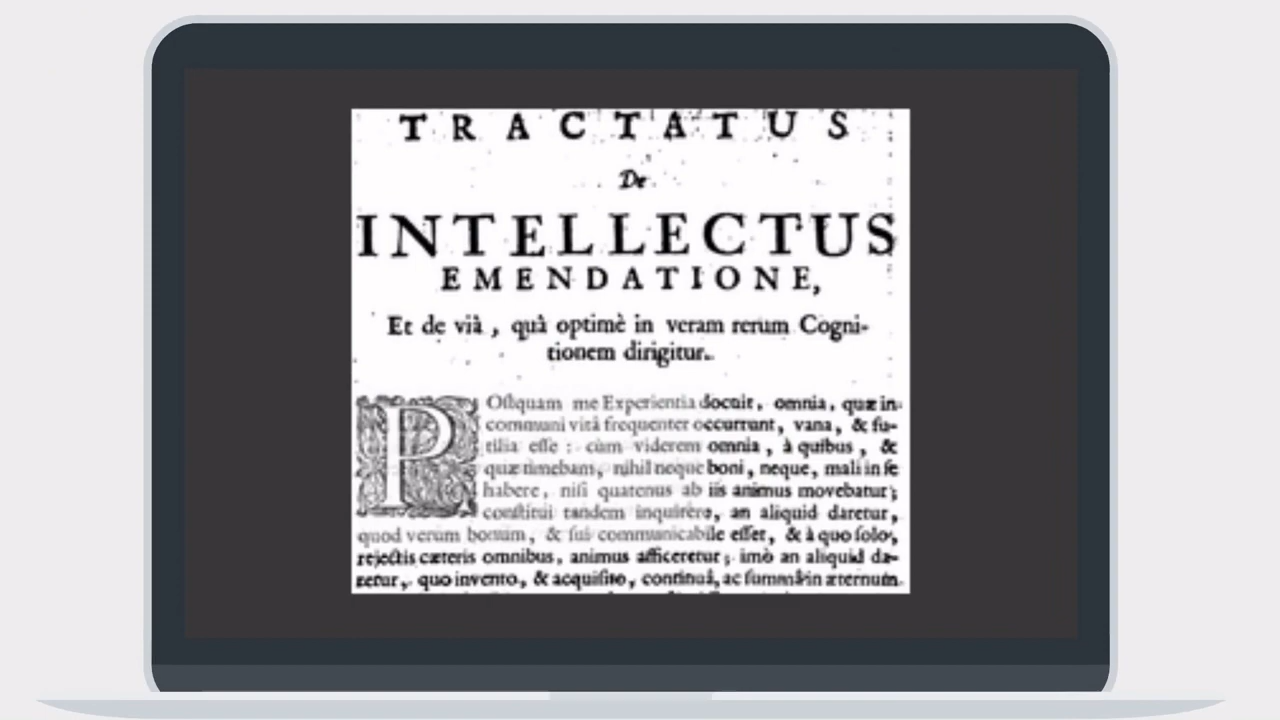 TRACTATUS
De
INTELLECTUS
EMENDATIONE,
Et de viâ, quâ optimè in veram rerum Cogni-
tionem dirigitur.
POſtquam me Experientia docuit, omnia, quæ in
communi vitâ frequenter occurrunt, vana, & fu-
tilia eſſe: cùm viderem omnia, à quibus, &
quæ timebam, nihil neque boni, neque, mali in ſe
habere, niſi quatenus ab iis animus movebatur;
conſtitui tandem inquirere, an aliquid daretur,
quod verum bonum, & ſui communicabile eſſet, & à quo ſolo,
rejectis cæteris omnibus, animus afficeretur; imò an aliquid da-
retur, quo invento, & acquiſito, continuâ, ac ſummâ in æternum